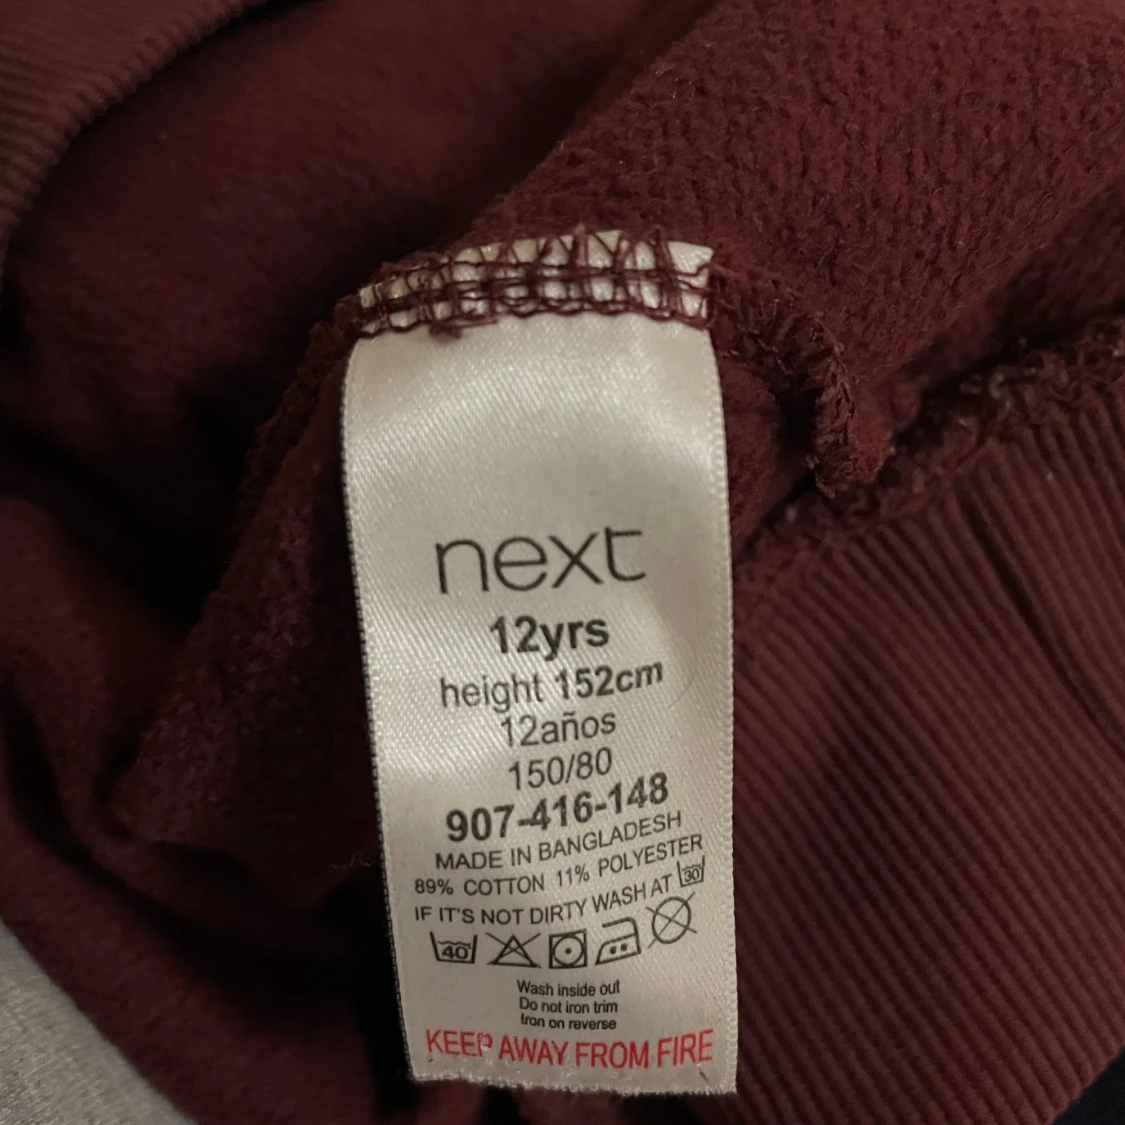 next
12yrs
height 152cm
12años
150/80
907-416-148
MADE IN BANGLADESH
89% COTTON 11% POLYESTER
IF IT'S NOT DIRTY WASH AT 30
40
Wash inside out
Do not iron trim
Iron on reverse
KEEP AWAY FROM FIRE